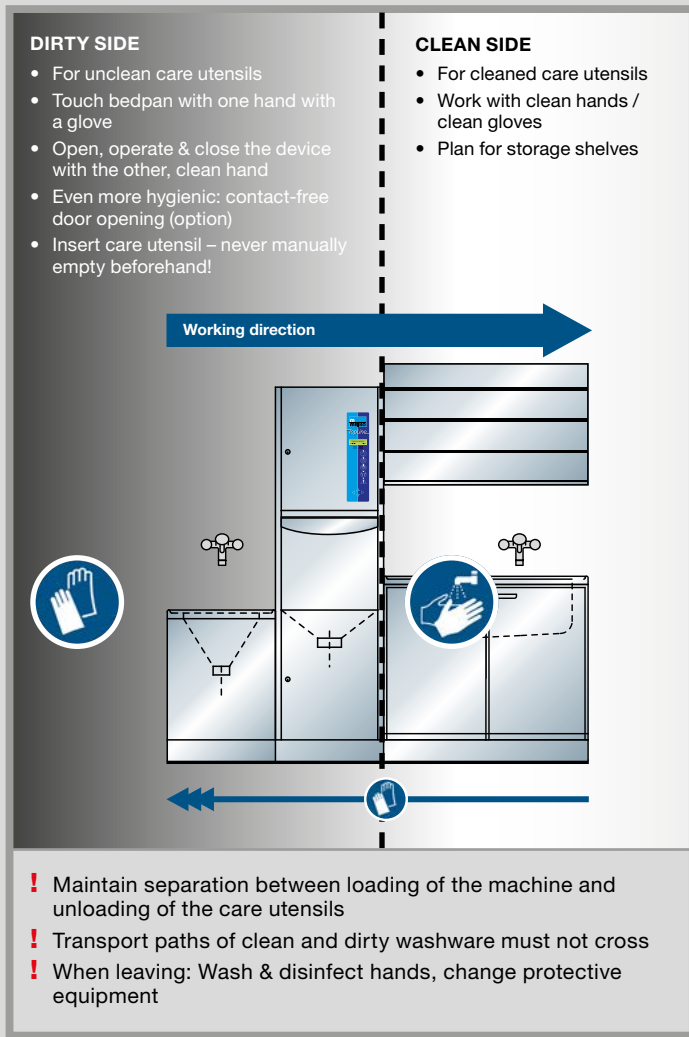 DIRTY SIDE
• For unclean care utensils
• Touch bedpan with one hand with
a glove
• Open, operate & close the device
with the other, clean hand
• Even more hygienic: contact-free
door opening (option)
• Insert care utensil – never manually
empty beforehand!
CLEAN SIDE
• For cleaned care utensils
• Work with clean hands /
clean gloves
• Plan for storage shelves
Working direction
! Maintain separation between loading of the machine and
unloading of the care utensils
! Transport paths of clean and dirty washware must not cross
! When leaving: Wash & disinfect hands, change protective
equipment